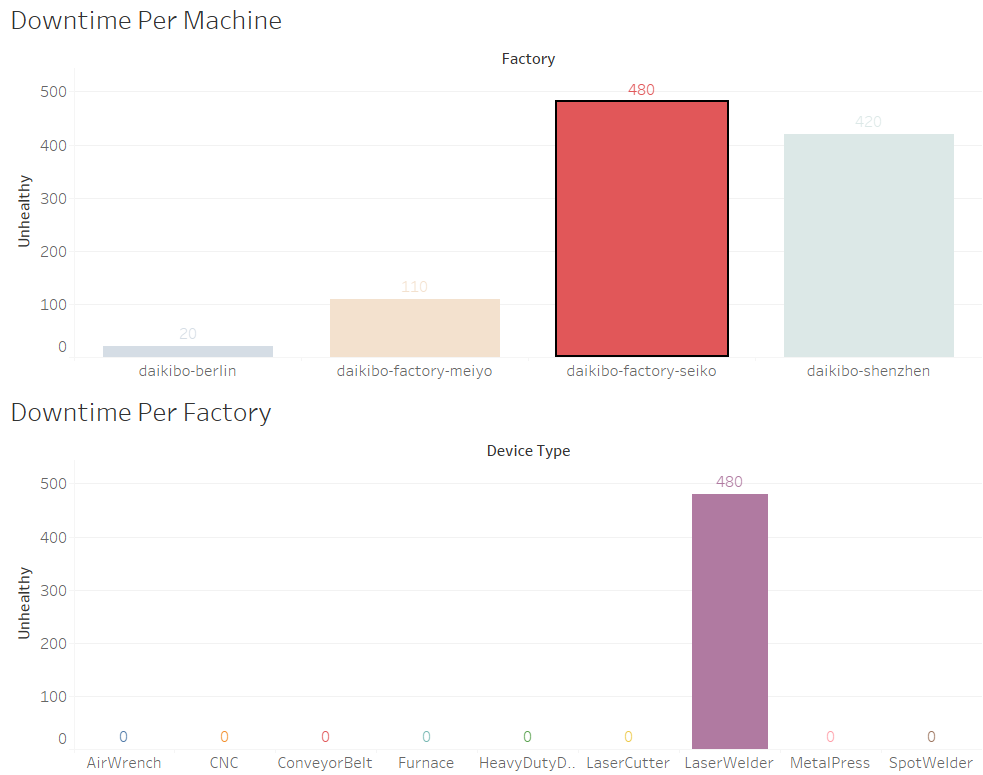 Downtime Per Machine
Factory
Unhealthy
500
400
300
200
100
0
20
110
480
420
daikibo-berlin
daikibo-factory-meiyo
daikibo-factory-seiko
daikibo-shenzhen
Downtime Per Factory
Device Type
Unhealthy
500
400
300
200
100
0
0
0
0
0
0
0
480
0
0
AirWrench
CNC
ConveyorBelt
Furnace
HeavyDutyD..
LaserCutter
LaserWelder
MetalPress
SpotWelder